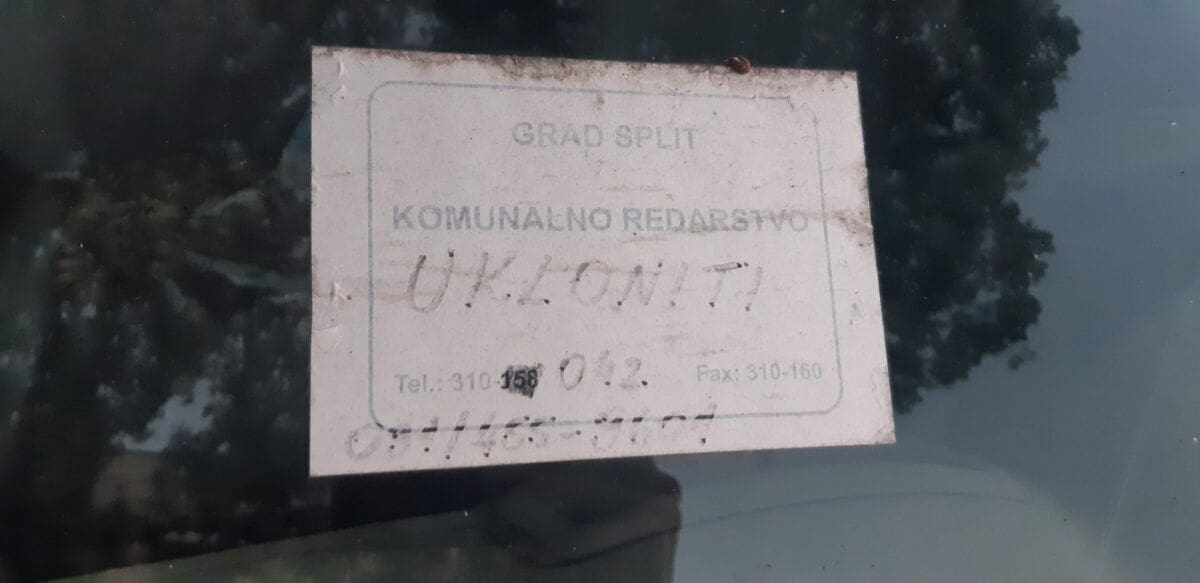 GRAD SPLIT
KOMUNALNO REDARSTVO
UKLONITI
Tel.: 310-158 042 Fax: 310-160